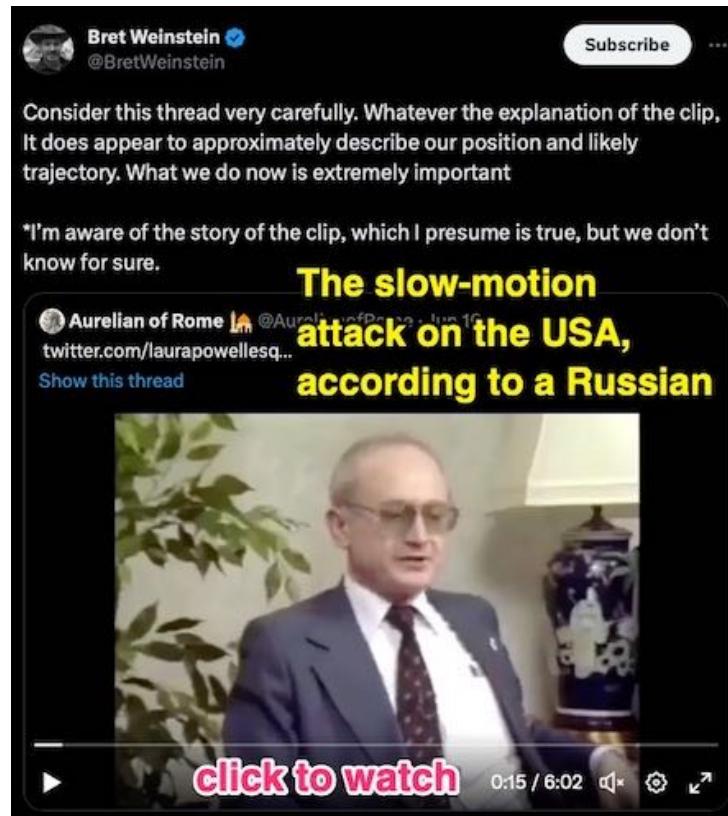 Bret Weinstein
@BretWeinstein
Subscribe
Consider this thread very carefully. Whatever the explanation of the clip,
It does appear to approximately describe our position and likely
trajectory. What we do now is extremely important
*I'm aware of the story of the clip, which I presume is true, but we don't
know for sure.
The slow-motion
attack on the USA,
according to a Russian
Aurelian of Rome
twitter.com/laurapowellesq...
Show this thread
click to watch
0:15 / 6:02